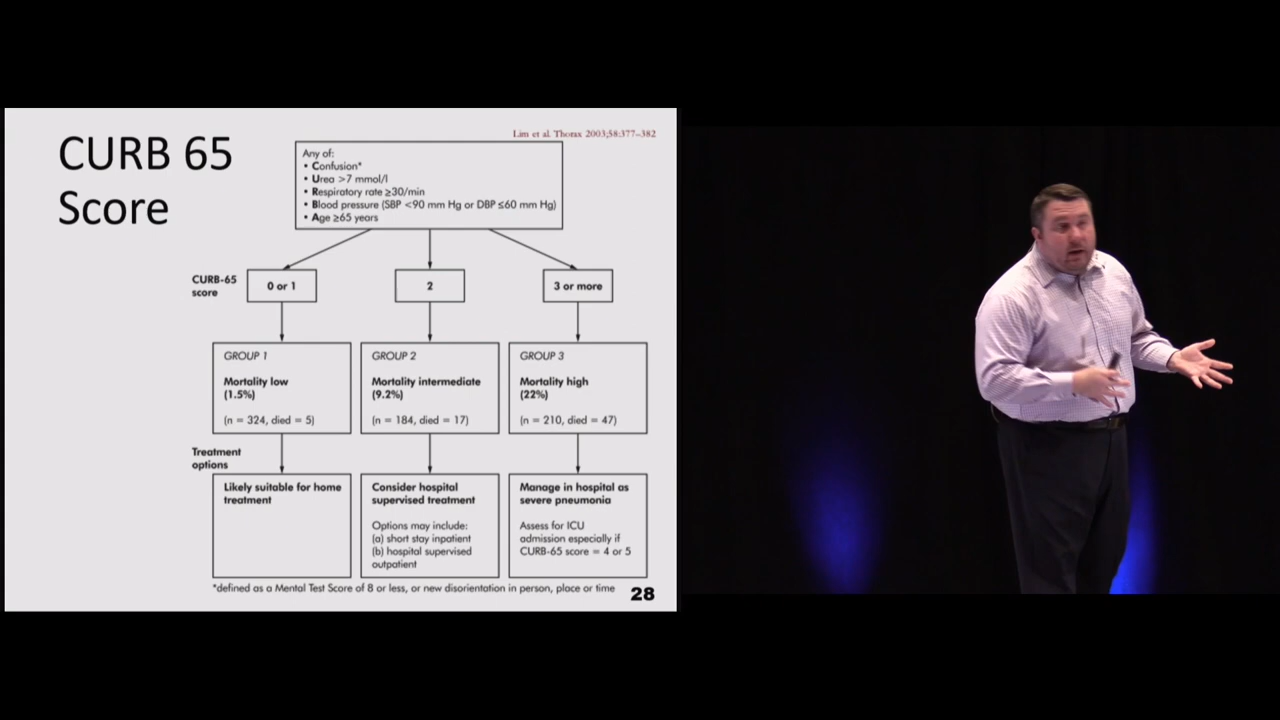 CURB 65
Score
Lim et al. Thorax 2003;58:377–382
Any of:
• Confusion*
• Urea >7 mmol/l
• Respiratory rate ≥30/min
• Blood pressure (SBP <90 mm Hg or DBP ≤60 mm Hg)
• Age ≥65 years
CURB-65
score
0 or 1
2
3 or more
GROUP 1
Mortality low
(1.5%)
(n = 324, died = 5)
GROUP 2
Mortality intermediate
(9.2%)
(n = 184, died = 17)
GROUP 3
Mortality high
(22%)
(n = 210, died = 47)
Treatment
options
Likely suitable for home
treatment
Consider hospital
supervised treatment
Options may include:
(a) short stay inpatient
(b) hospital supervised
outpatient
Manage in hospital as
severe pneumonia
Assess for ICU
admission especially if
CURB-65 score = 4 or 5
*defined as a Mental Test Score of 8 or less, or new disorientation in person, place or time
28